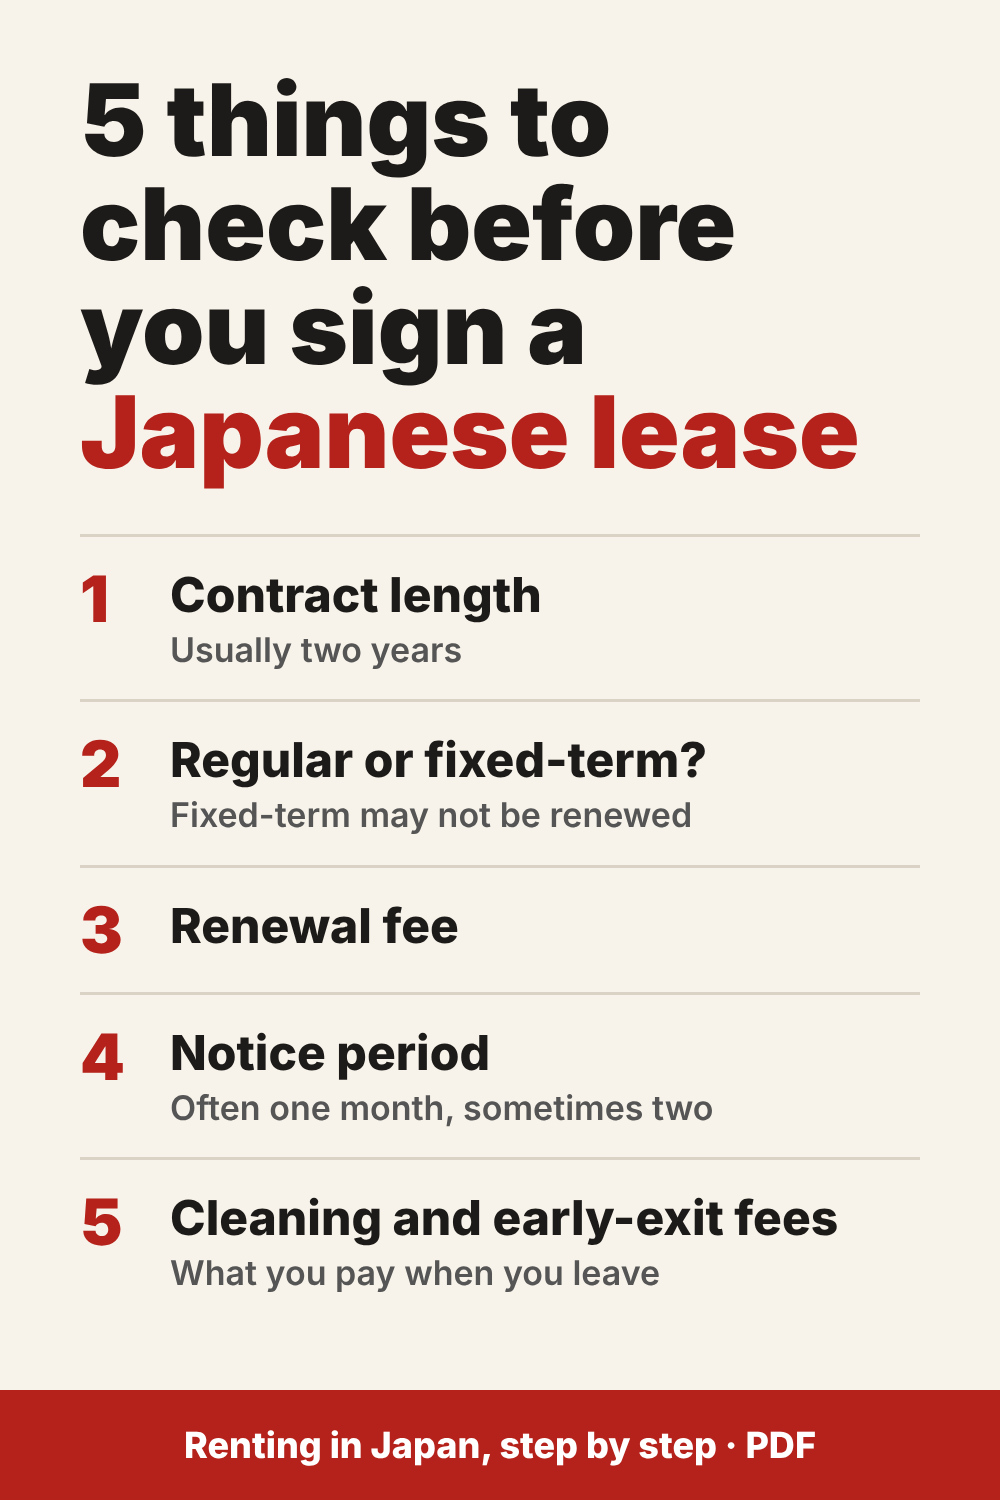 5 things to
check before
you sign a
Japanese lease
1 Contract length
Usually two years
2 Regular or fixed-term?
Fixed-term may not be renewed
3 Renewal fee
4 Notice period
Often one month, sometimes two
5 Cleaning and early-exit fees
What you pay when you leave
Renting in Japan, step by step · PDF